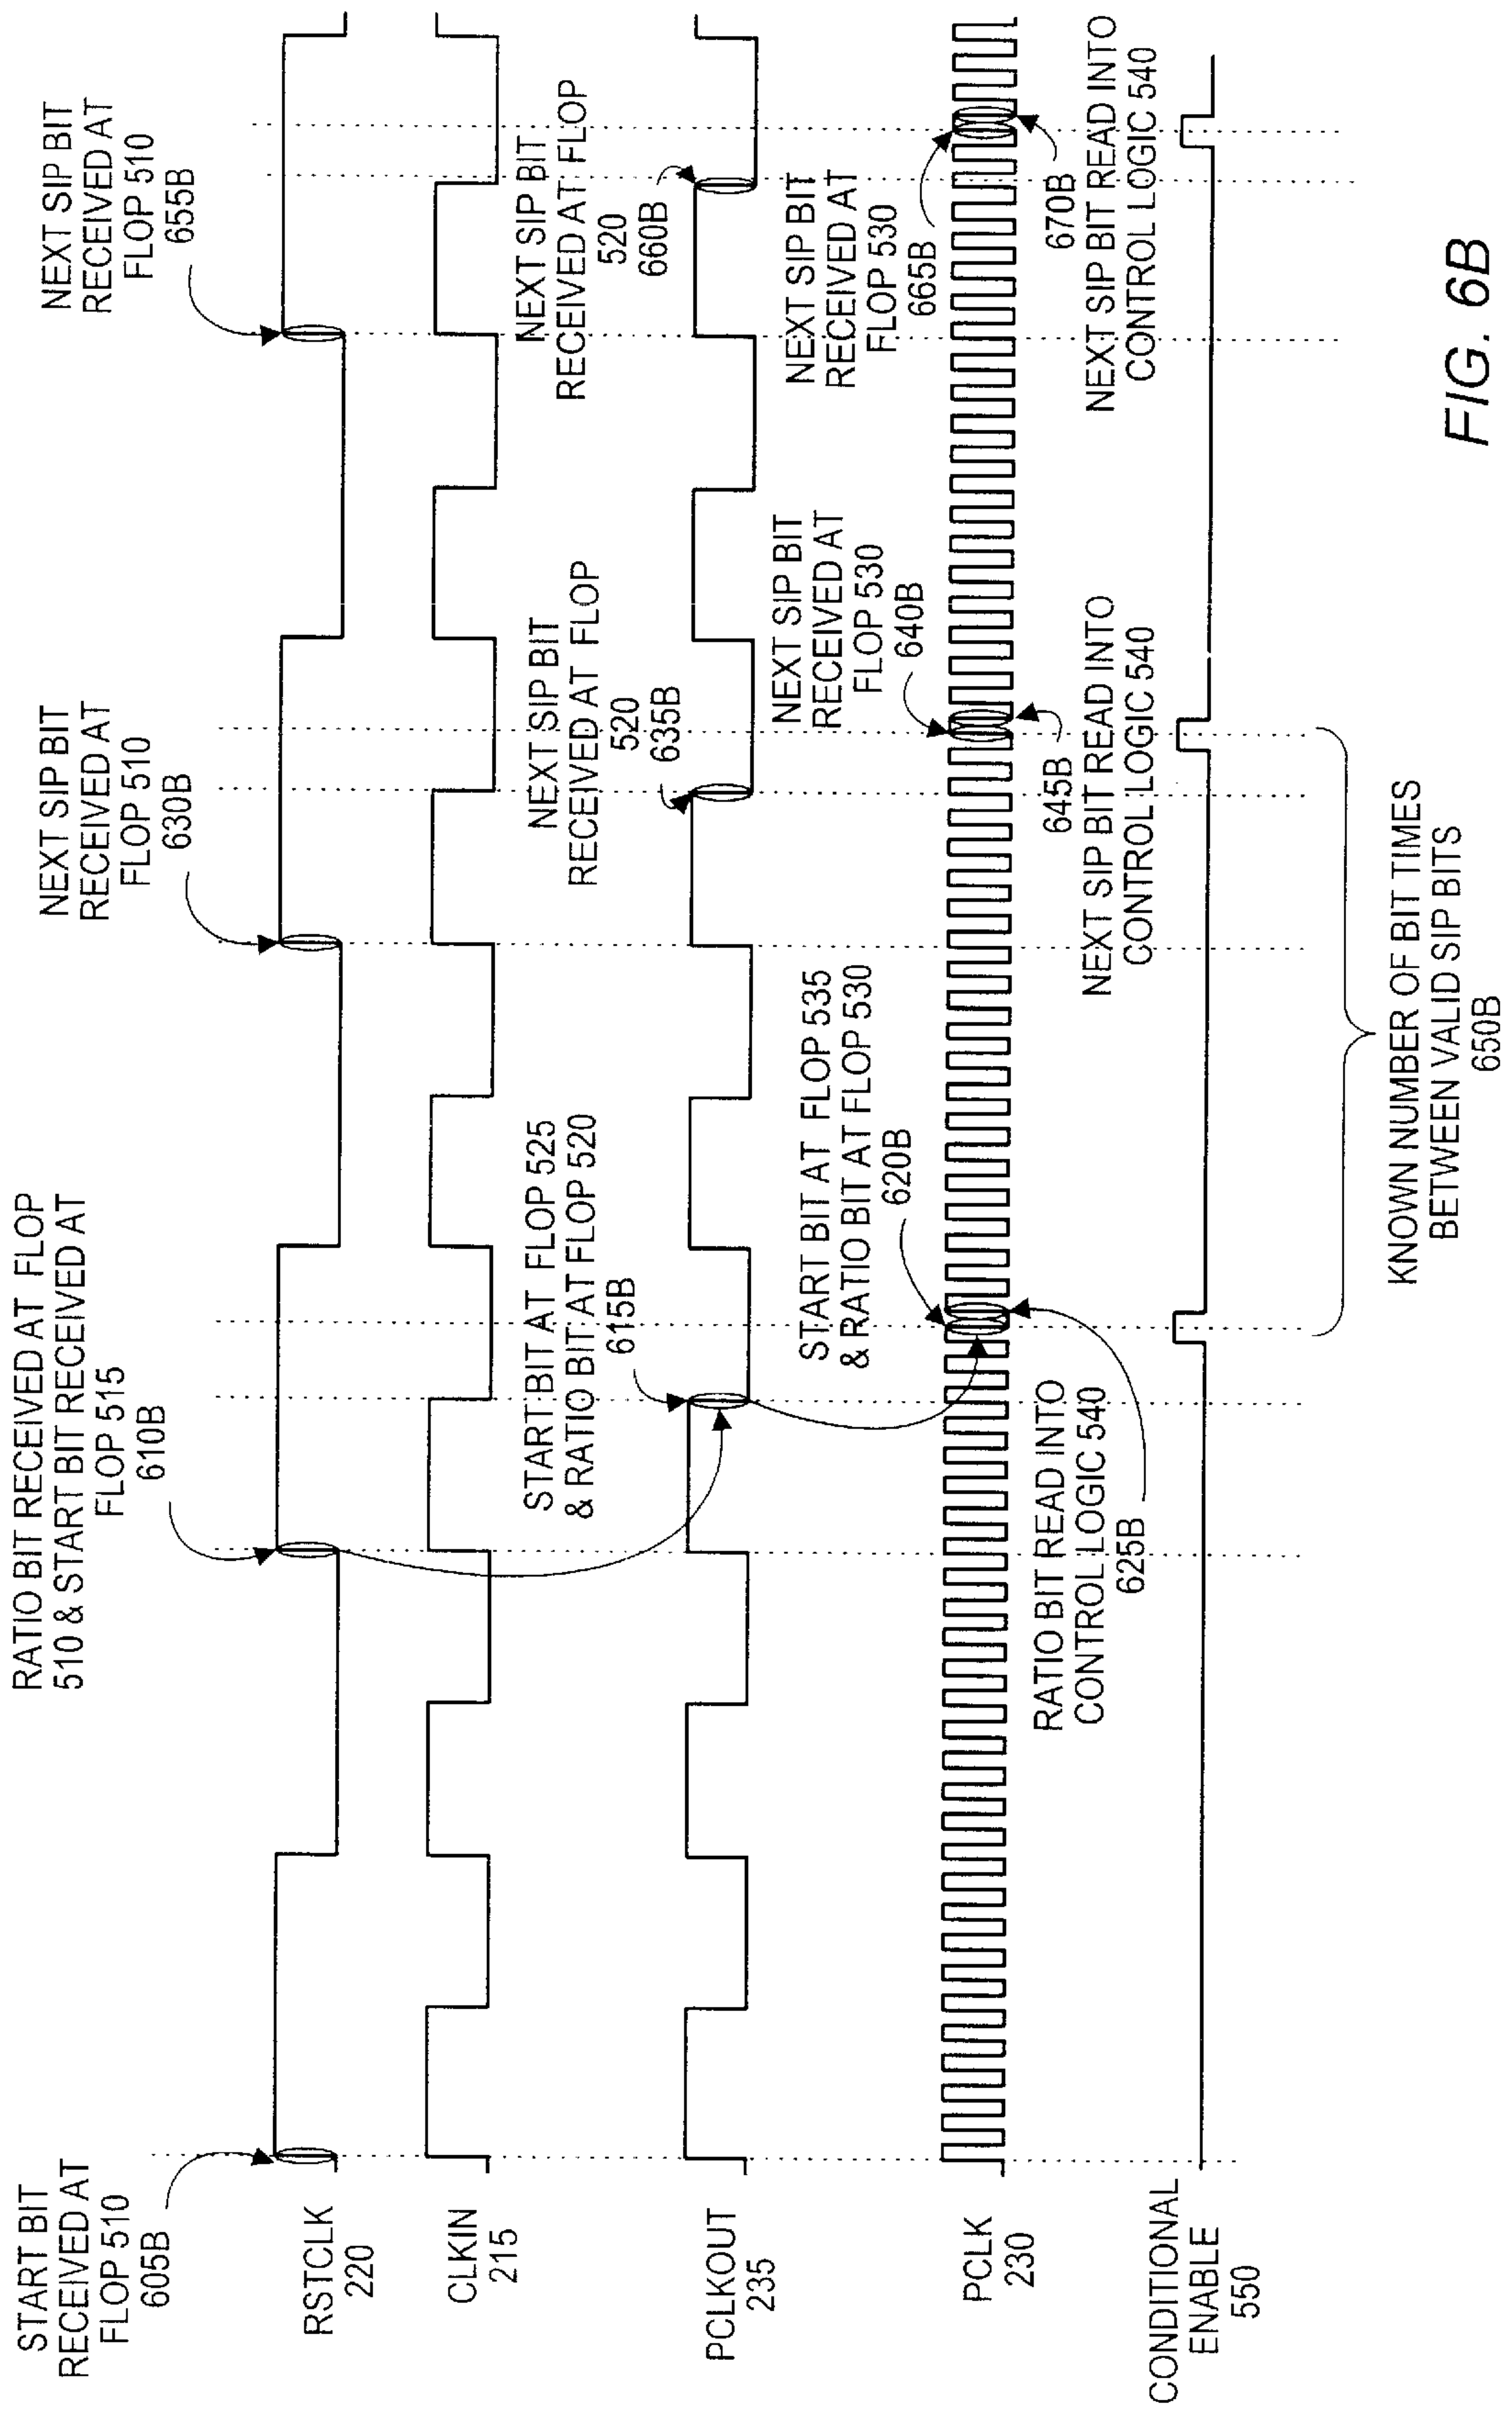 START BIT
RECEIVED AT
FLOP 510
605B
RATIO BIT RECEIVED AT FLOP
510 & START BIT RECEIVED AT
FLOP 515
610B
NEXT SIP BIT
RECEIVED AT
FLOP 510
630B
NEXT SIP BIT
RECEIVED AT
FLOP 510
655B
RSTCLK
220
CLKIN
215
START BIT AT FLOP 525
& RATIO BIT AT FLOP 520
615B
NEXT SIP BIT
RECEIVED AT FLOP
520
635B
NEXT SIP BIT
RECEIVED AT FLOP
520
660B
PCLKOUT
235
START BIT AT FLOP 535
& RATIO BIT AT FLOP 530
620B
NEXT SIP BIT
RECEIVED AT
FLOP 530
640B
NEXT SIP BIT
RECEIVED AT
FLOP 530
665B
PCLK
230
RATIO BIT READ INTO
CONTROL LOGIC 540
625B
645B
NEXT SIP BIT READ INTO
CONTROL LOGIC 540
670B
NEXT SIP BIT READ INTO
CONTROL LOGIC 540
CONDITIONAL
ENABLE
550
KNOWN NUMBER OF BIT TIMES
BETWEEN VALID SIP BITS
650B
FIG. 6B